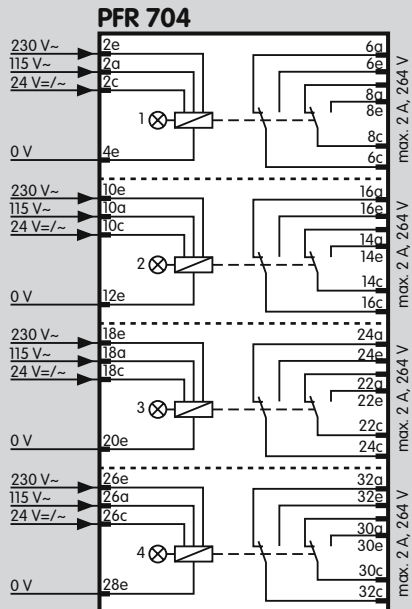 PFR 704
230 V~ 2e 6a
115 V~ 2a 6e
24 V=/~ 2c 8a
8e
1
8c
0 V 4e 6c
max. 2 A, 264 V
230 V~ 10e 16a
115 V~ 10a 16e
24 V=/~ 10c 14a
14e
2
14c
0 V 12e 16c
max. 2 A, 264 V
230 V~ 18e 24a
115 V~ 18a 24e
24 V=/~ 18c 22a
22e
3
22c
0 V 20e 24c
max. 2 A, 264 V
230 V~ 26e 32a
115 V~ 26a 32e
24 V=/~ 26c 30a
30e
4
30c
0 V 28e 32c
max. 2 A, 264 V